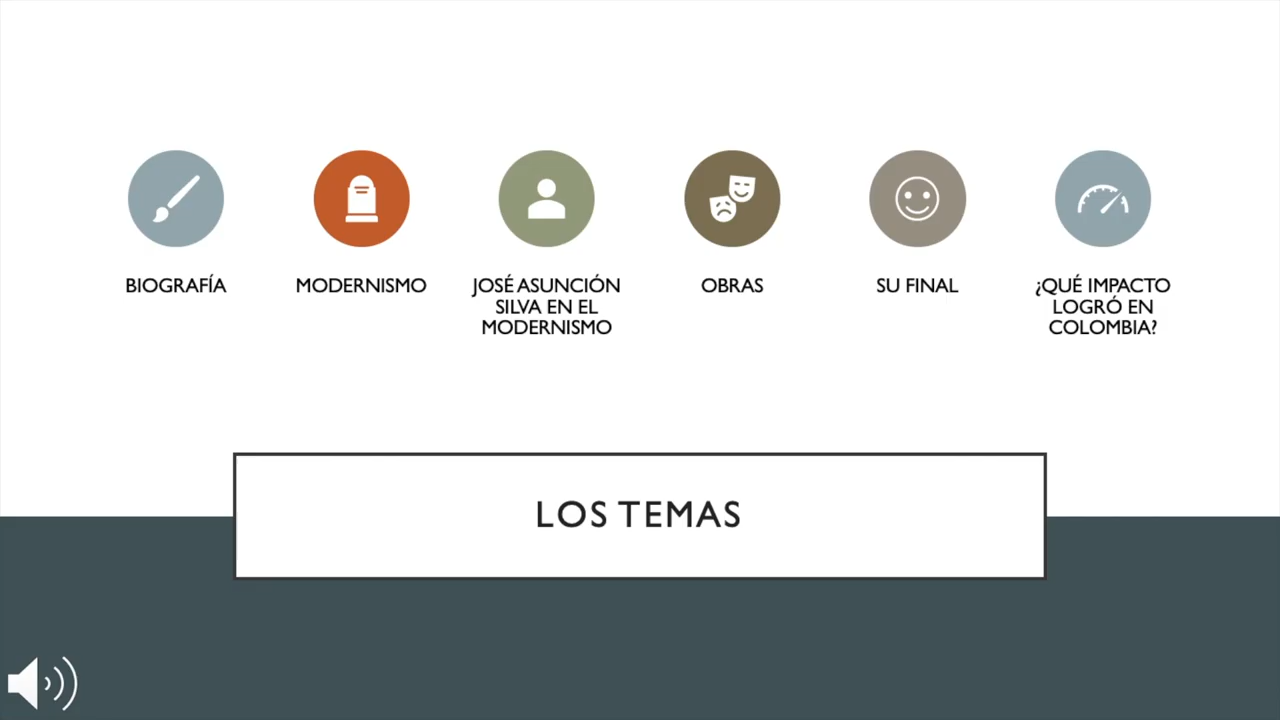 BIOGRAFÍA
MODERNISMO
JOSÉ ASUNCIÓN
SILVA EN EL
MODERNISMO
OBRAS
SU FINAL
¿QUÉ IMPACTO
LOGRÓ EN
COLOMBIA?
LOS TEMAS